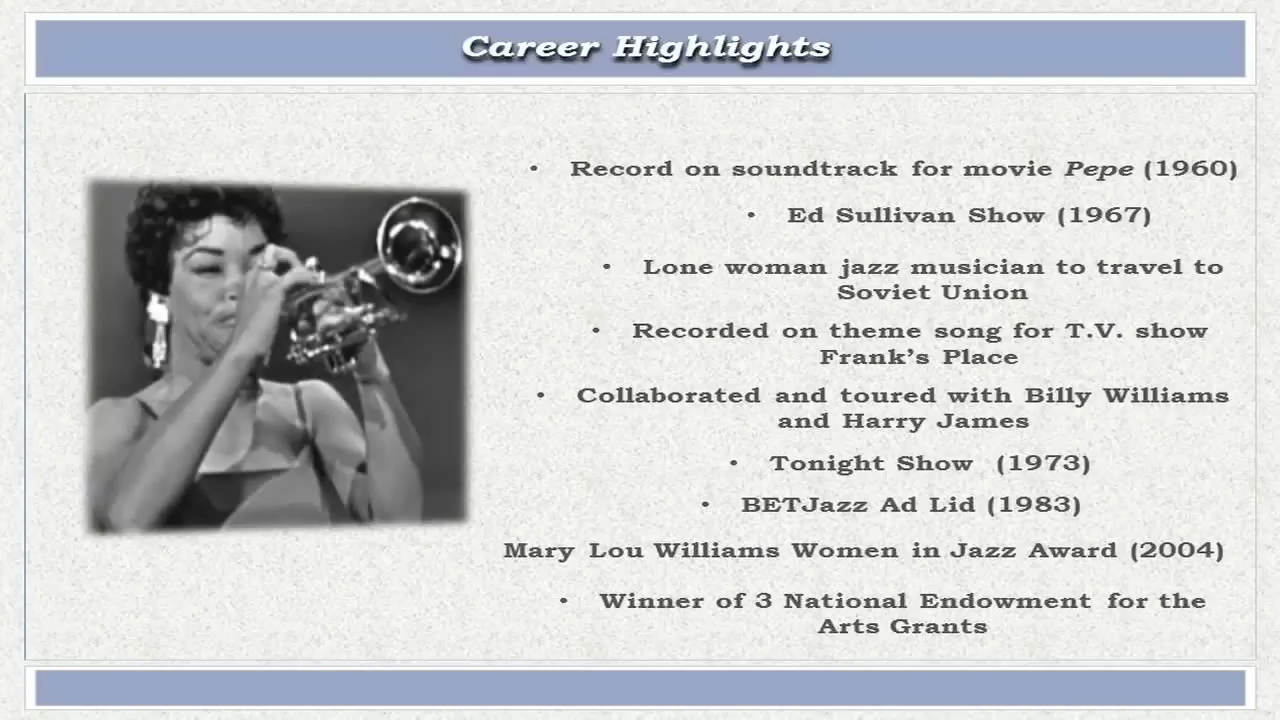 Career Highlights
• Record on soundtrack for movie Pepe (1960)
• Ed Sullivan Show (1967)
• Lone woman jazz musician to travel to
Soviet Union
• Recorded on theme song for T.V. show
Frank’s Place
• Collaborated and toured with Billy Williams
and Harry James
• Tonight Show (1973)
• BETJazz Ad Lid (1983)
Mary Lou Williams Women in Jazz Award (2004)
• Winner of 3 National Endowment for the
Arts Grants